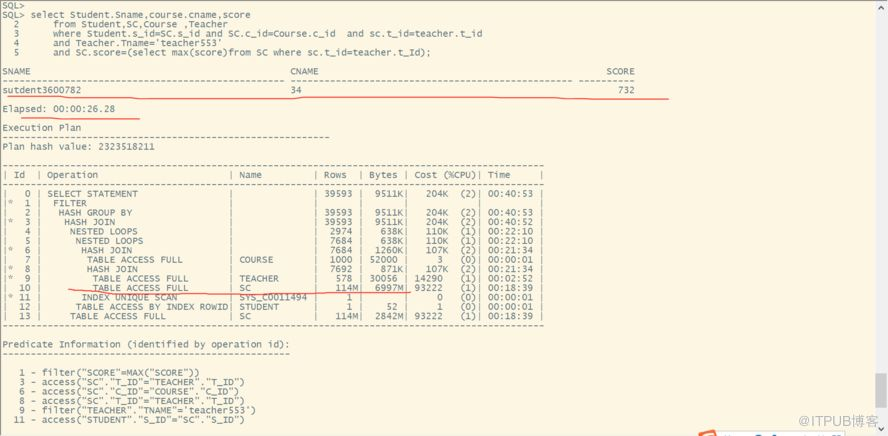 SQL>
SQL> select Student.Sname,course.cname,score
  2        from Student,SC,Course ,Teacher
  3        where Student.s_id=SC.s_id and SC.c_id=Course.c_id  and sc.t_id=teacher.t_id
  4        and Teacher.Tname='teacher553'
  5        and SC.score=(select max(score)from SC where sc.t_id=teacher.t_Id);
SNAME                                    CNAME                                    SCORE
sutdent3600782                           34                                         732
Elapsed: 00:00:26.28
Execution Plan
Plan hash value: 2323518211
| Id  | Operation                       | Name         | Rows  | Bytes | Cost (%CPU)| Time     |
|   0 | SELECT STATEMENT                |              | 39593 |  9511K|   204K  (2)| 00:40:53 |
|*  1 |  FILTER                         |              |       |       |            |          |
|   2 |   HASH GROUP BY                 |              | 39593 |  9511K|   204K  (2)| 00:40:53 |
|*  3 |    HASH JOIN                    |              | 39593 |  9511K|   204K  (2)| 00:40:52 |
|   4 |     NESTED LOOPS                |              |  2974 |   638K|   110K  (1)| 00:22:10 |
|   5 |      NESTED LOOPS               |              |  7684 |   638K|   110K  (1)| 00:22:10 |
|*  6 |       HASH JOIN                 |              |  7684 |  1260K|   107K  (2)| 00:21:34 |
|   7 |        TABLE ACCESS FULL        | COURSE       |  1000 | 52000 |     3   (0)| 00:00:01 |
|*  8 |        HASH JOIN                |              |  7692 |   871K|   107K  (2)| 00:21:34 |
|*  9 |         TABLE ACCESS FULL       | TEACHER      |   578 | 30056 | 14290   (1)| 00:02:52 |
|  10 |         TABLE ACCESS FULL       | SC           |   114M|  6997M| 93222   (1)| 00:18:39 |
|* 11 |       INDEX UNIQUE SCAN         | SYS_C0011494 |     1 |       |     0   (0)| 00:00:01 |
|  12 |      TABLE ACCESS BY INDEX ROWID| STUDENT      |     1 |    52 |     1   (0)| 00:00:01 |
|  13 |     TABLE ACCESS FULL           | SC           |   114M|  2842M| 93222   (1)| 00:18:39 |
Predicate Information (identified by operation id):
   1 - filter("SCORE"=MAX("SCORE"))
   3 - access("SC"."T_ID"="TEACHER"."T_ID")
   6 - access("SC"."C_ID"="COURSE"."C_ID")
   8 - access("SC"."T_ID"="TEACHER"."T_ID")
   9 - filter("TEACHER"."TNAME"='teacher553')
  11 - access("STUDENT"."S_ID"="SC"."S_ID")
@ITPUB博客